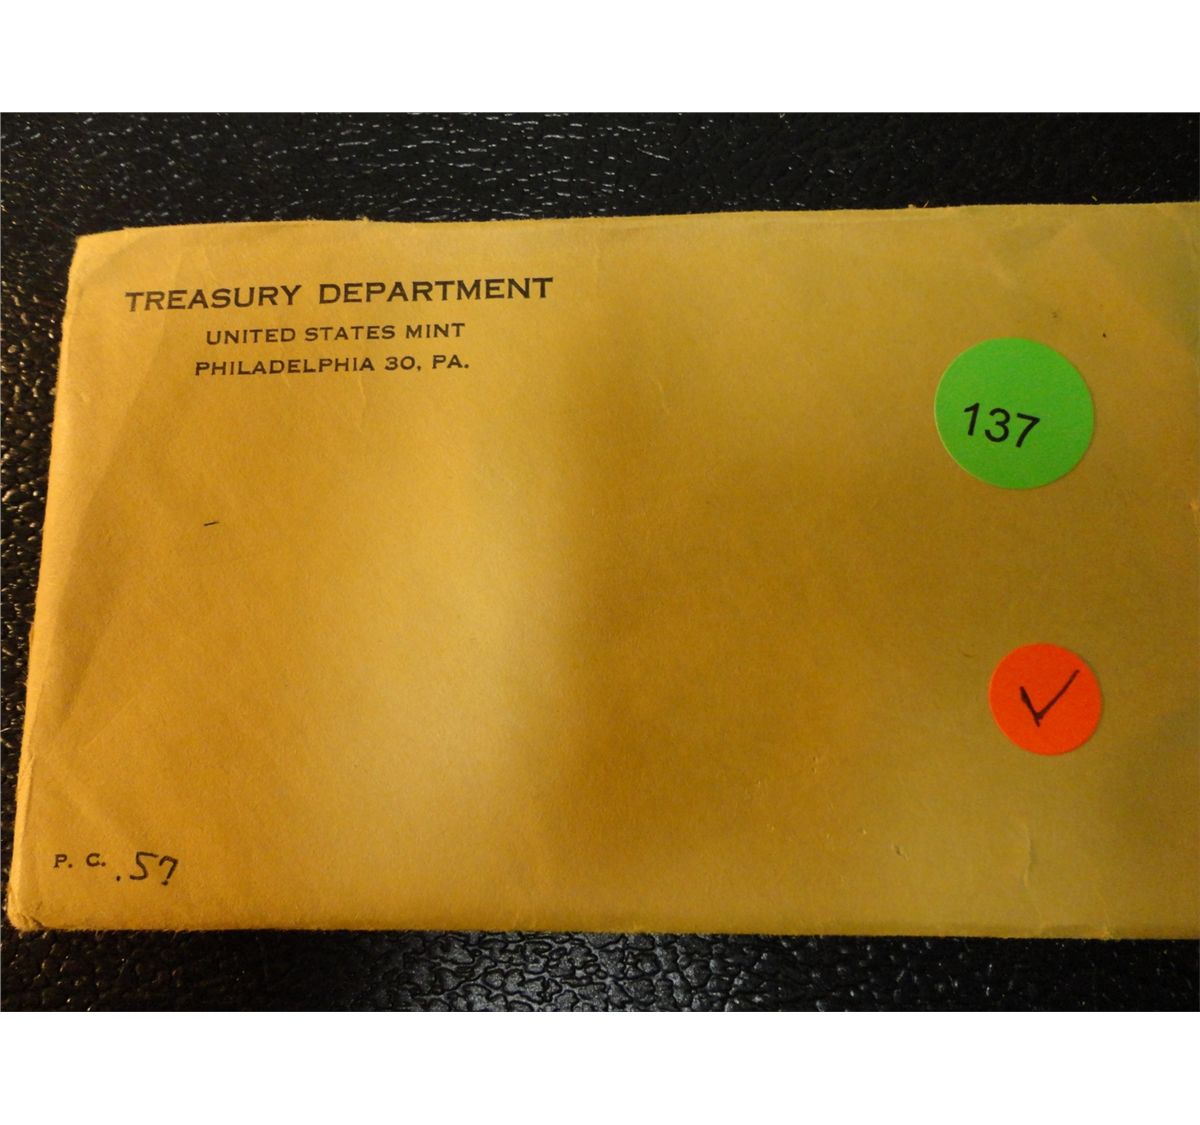 TREASURY DEPARTMENT
UNITED STATES MINT
PHILADELPHIA 30, PA.
137
P. C. .57